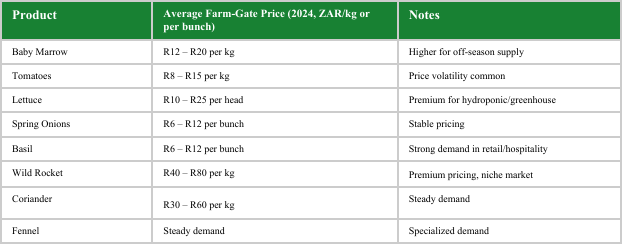 Product Average Farm-Gate Price (2024, ZAR/kg or Notes
per bunch)
Baby Marrow R12 – R20 per kg Higher for off-season supply
Tomatoes R8 – R15 per kg Price volatility common
Lettuce R10 – R25 per head Premium for hydroponic/greenhouse
Spring Onions R6 – R12 per bunch Stable pricing
Basil R6 – R12 per bunch Strong demand in retail/hospitality
Wild Rocket R40 – R80 per kg Premium pricing, niche market
Coriander R30 – R60 per kg Steady demand
Fennel Steady demand Specialized demand